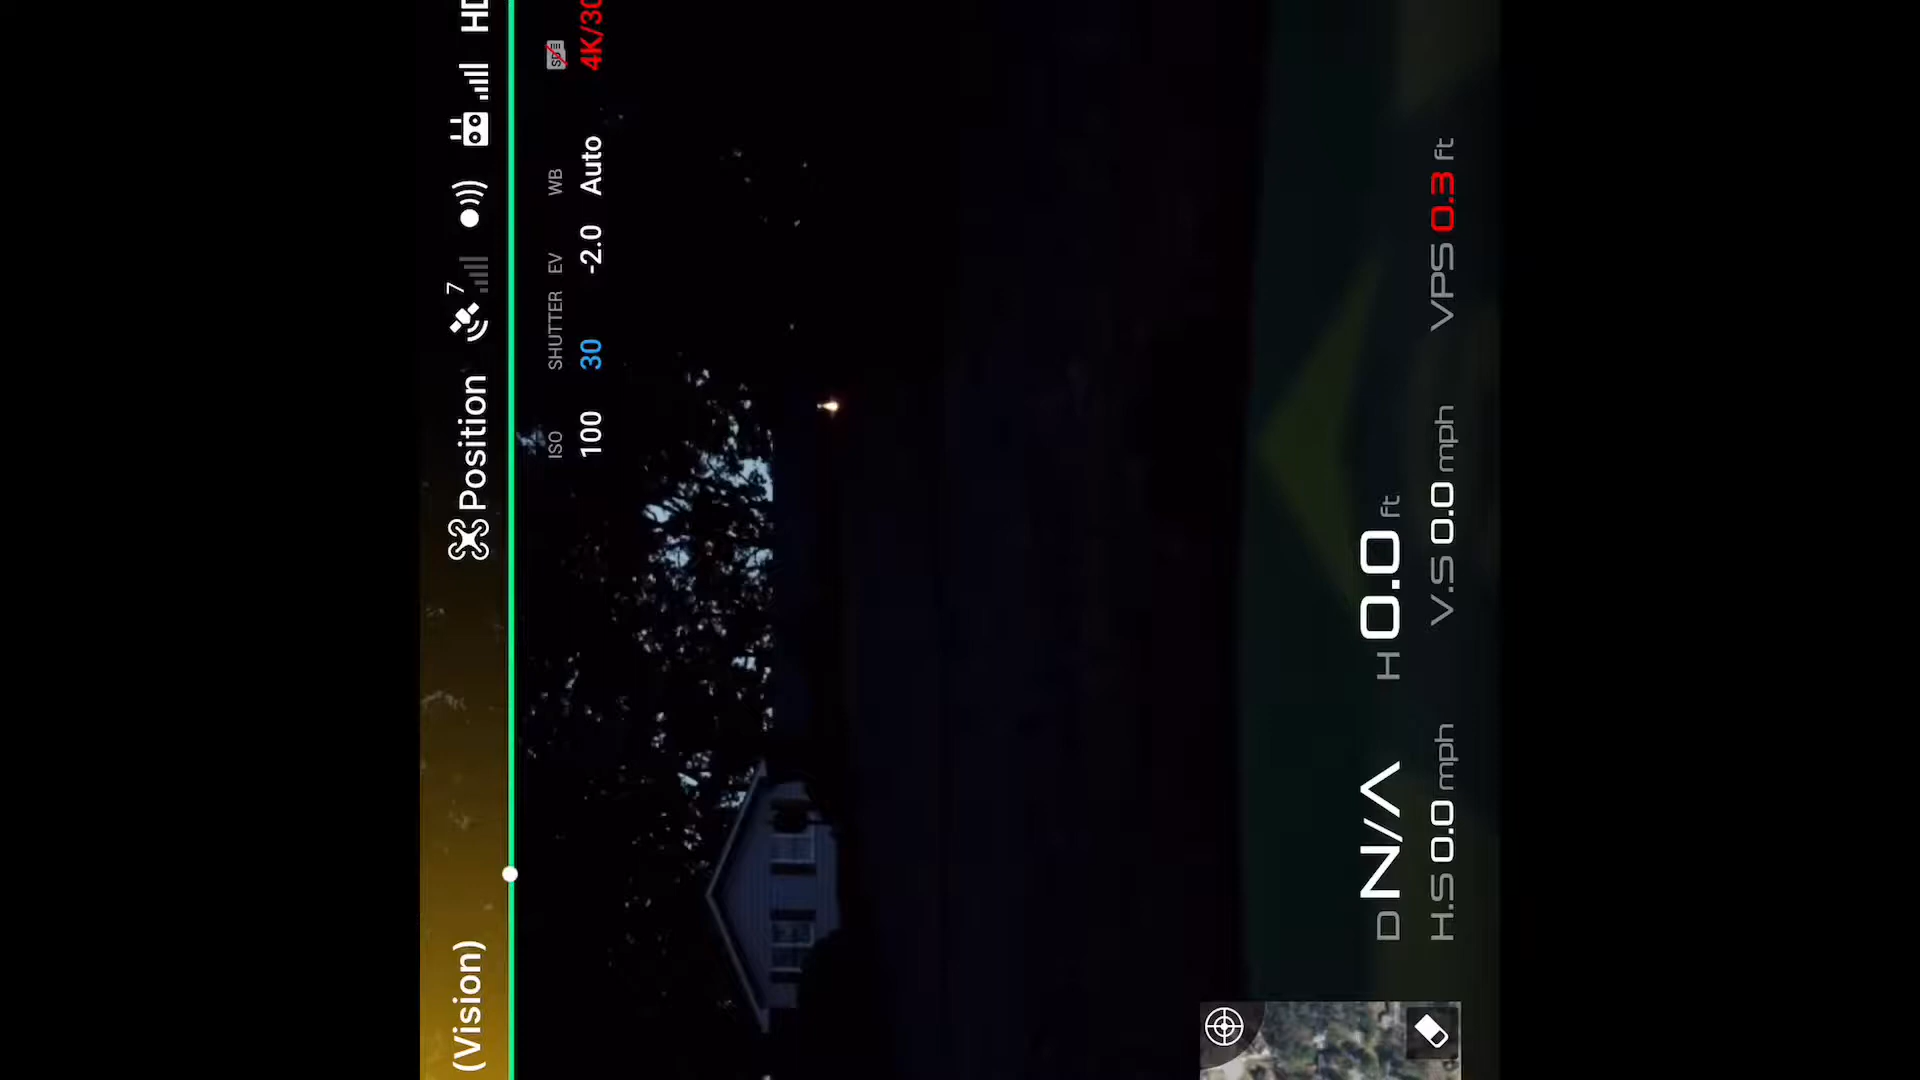 (Vision)
Position
7
HD
ISO
SHUTTER
EV
WB
SD
100
30
-2.0
Auto
4K/30
D N/A
H 0.0 ft
H.S 0.0 mph
V.S 0.0 mph
VPS 0.3 ft